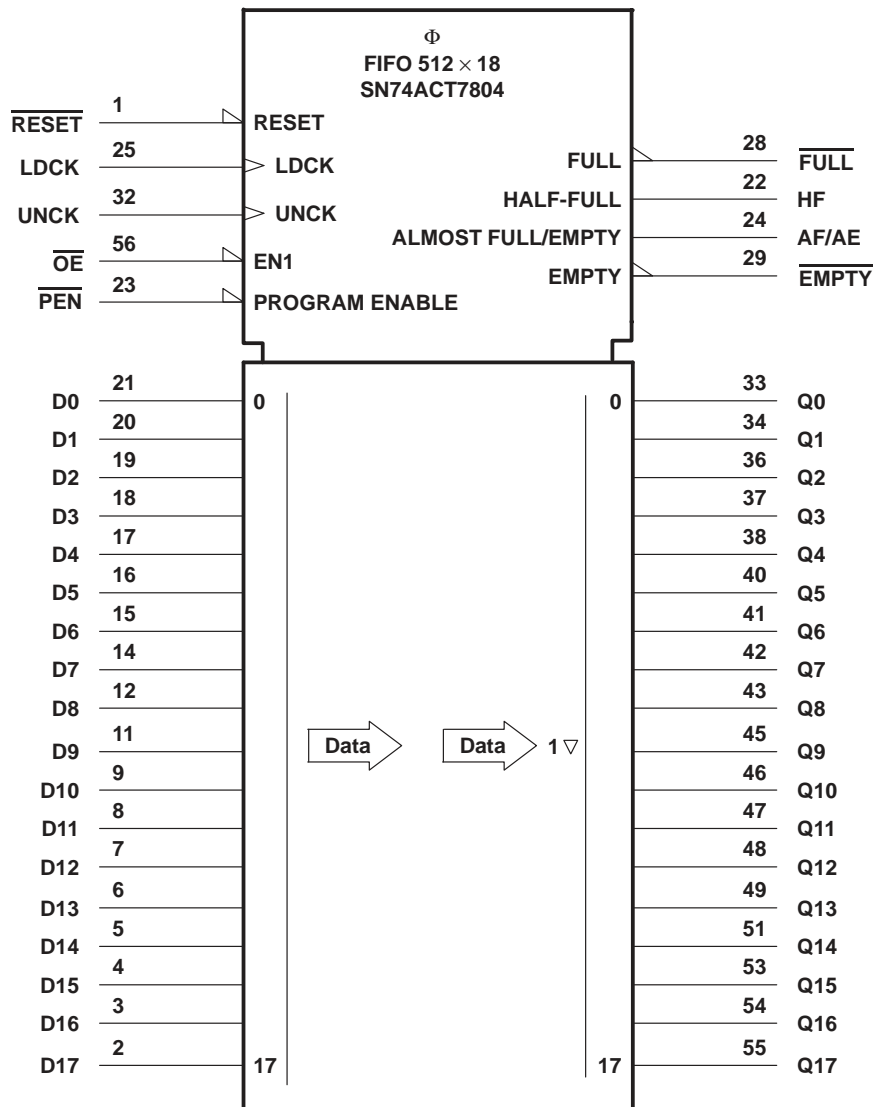 Φ
FIFO 512 × 18
SN74ACT7804
RESET 1 RESET
LDCK 25 LDCK
UNCK 32 UNCK
OE 56 EN1
PEN 23 PROGRAM ENABLE
FULL 28 FULL
HALF-FULL 22 HF
ALMOST FULL/EMPTY 24 AF/AE
EMPTY 29 EMPTY
D0 21 0 0 33 Q0
D1 20 34 Q1
D2 19 36 Q2
D3 18 37 Q3
D4 17 38 Q4
D5 16 40 Q5
D6 15 41 Q6
D7 14 42 Q7
D8 12 43 Q8
D9 11 Data Data 1 ▽ 45 Q9
D10 9 46 Q10
D11 8 47 Q11
D12 7 48 Q12
D13 6 49 Q13
D14 5 51 Q14
D15 4 53 Q15
D16 3 54 Q16
D17 2 17 17 55 Q17